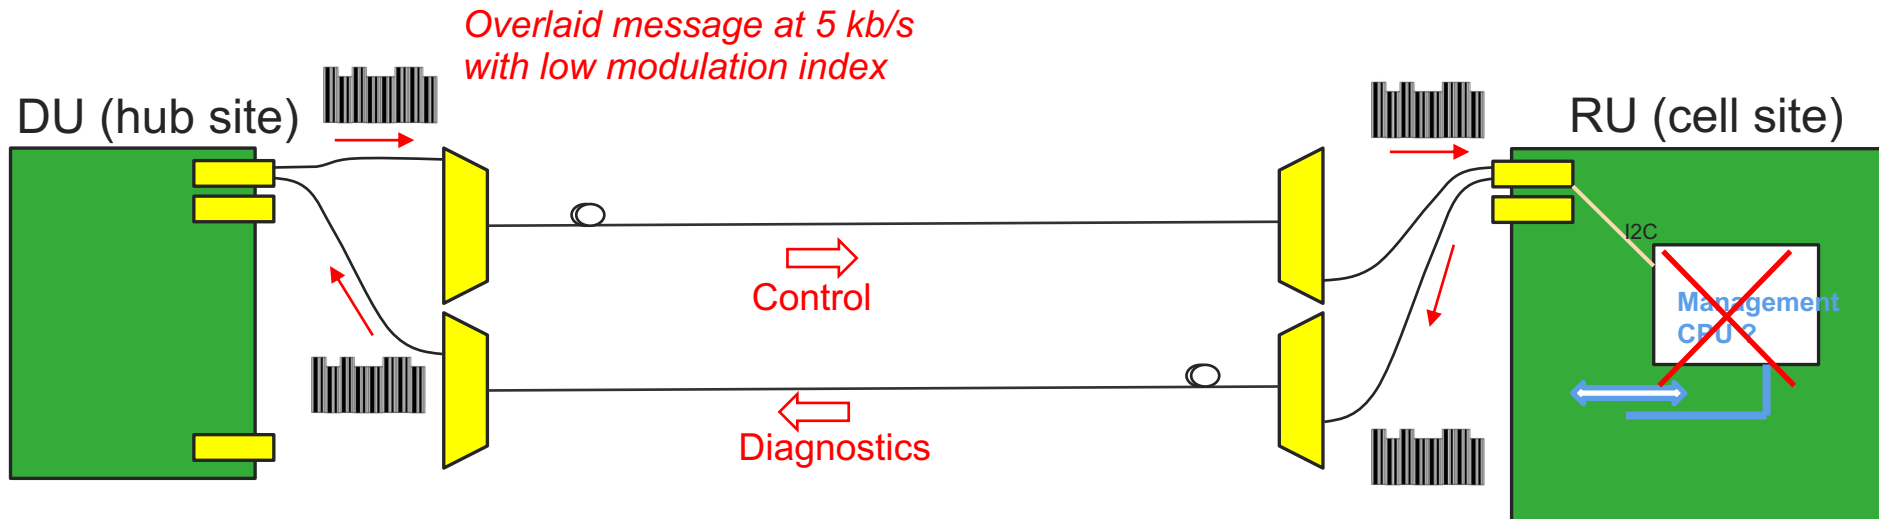 Overlaid message at 5 kb/s
with low modulation index
DU (hub site)
RU (cell site)
I2C
Control
Management
CPU ?
Diagnostics